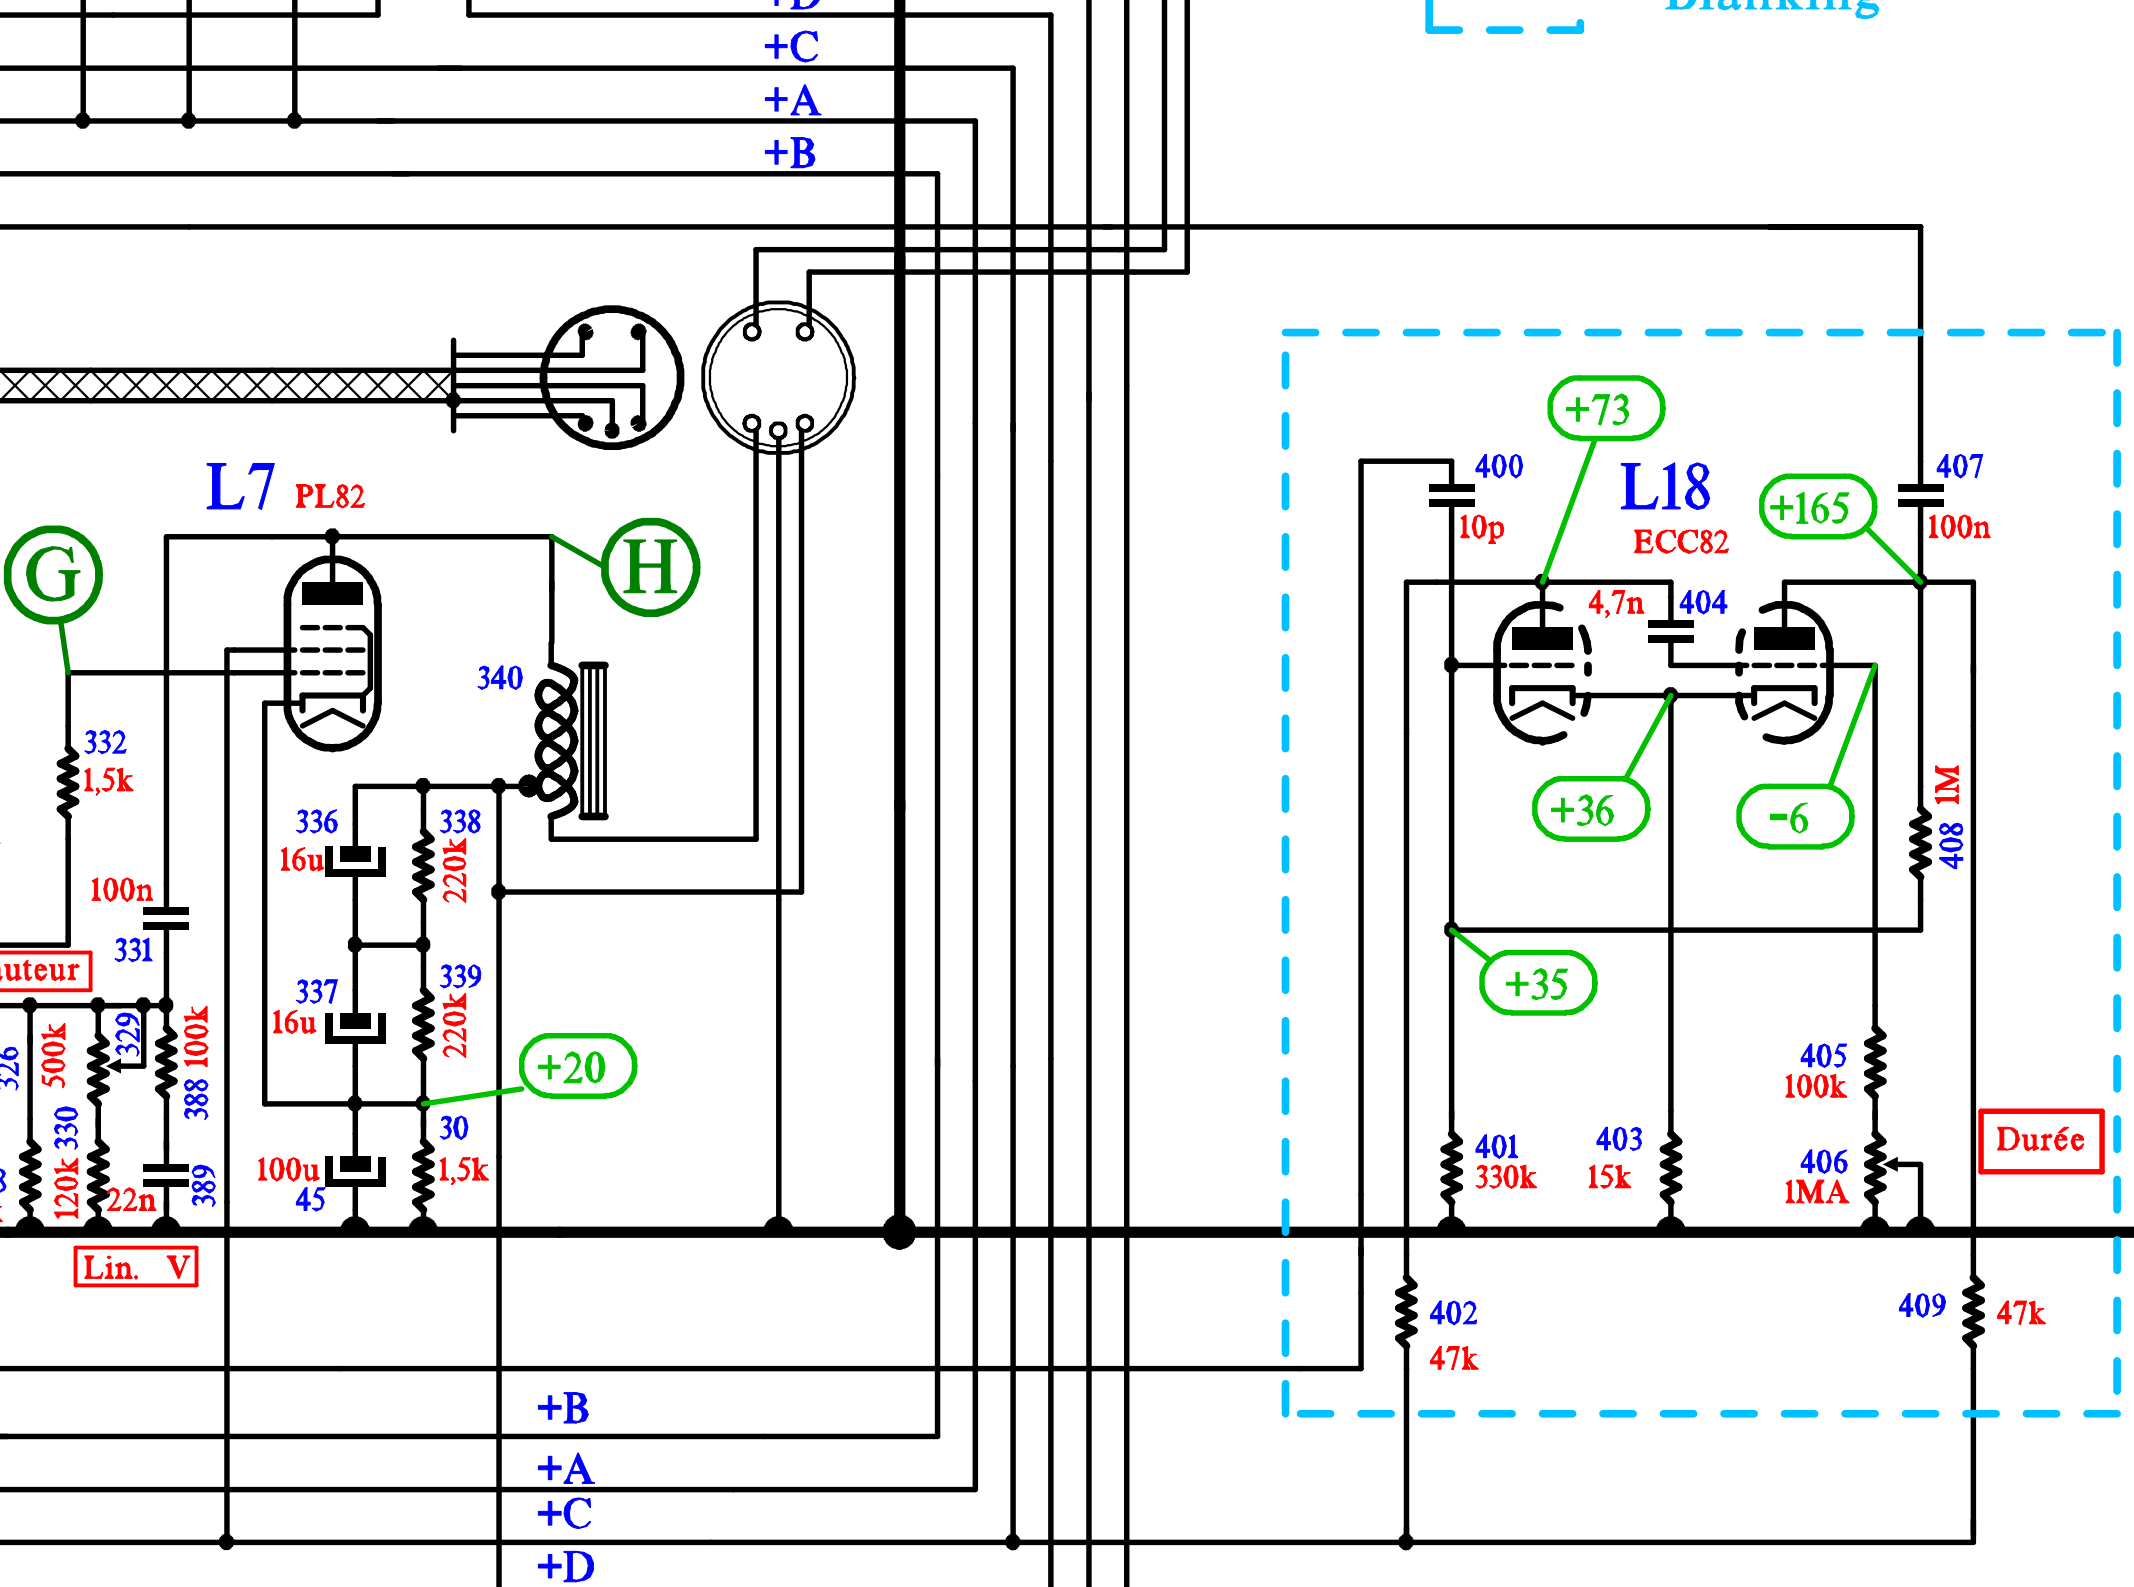 +D
Blanking
+C
+A
+B
L7 PL82
G
H
340
332
1,5k
336
16u
338
220k
100n
331
auteur
337
16u
339
220k
+20
326
500k
329
100k
388
330
120k
22n
389
30
1,5k
100u
45
Lin. V
+73
400
10p
L18
ECC82
+165
407
100n
4,7n 404
+36
-6
1M
408
+35
405
100k
401
330k
403
15k
406
1MA
Durée
402
47k
409 47k
+B
+A
+C
+D